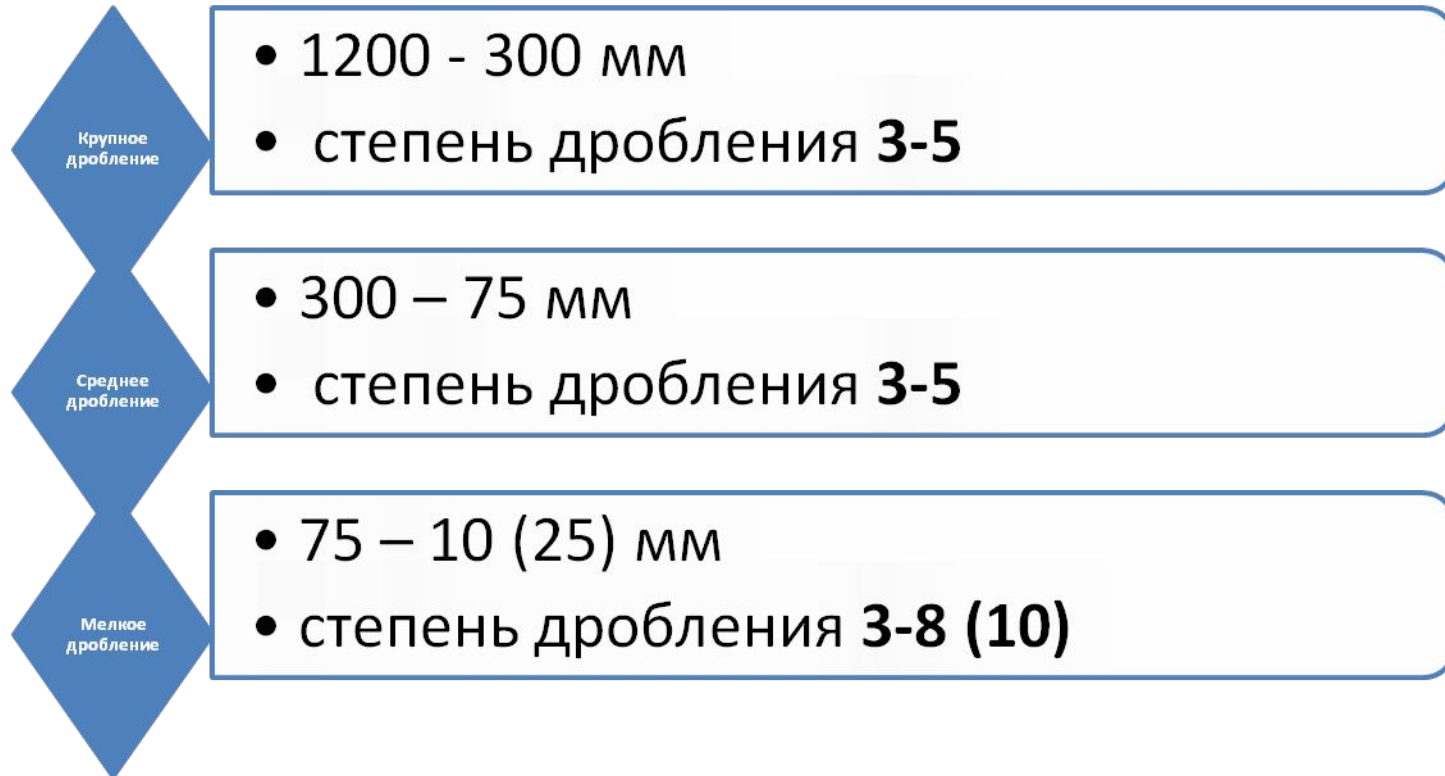 Крупное
дробление
• 1200 - 300 мм
• степень дробления 3-5
Среднее
дробление
• 300 – 75 мм
• степень дробления 3-5
Мелкое
дробление
• 75 – 10 (25) мм
• степень дробления 3-8 (10)